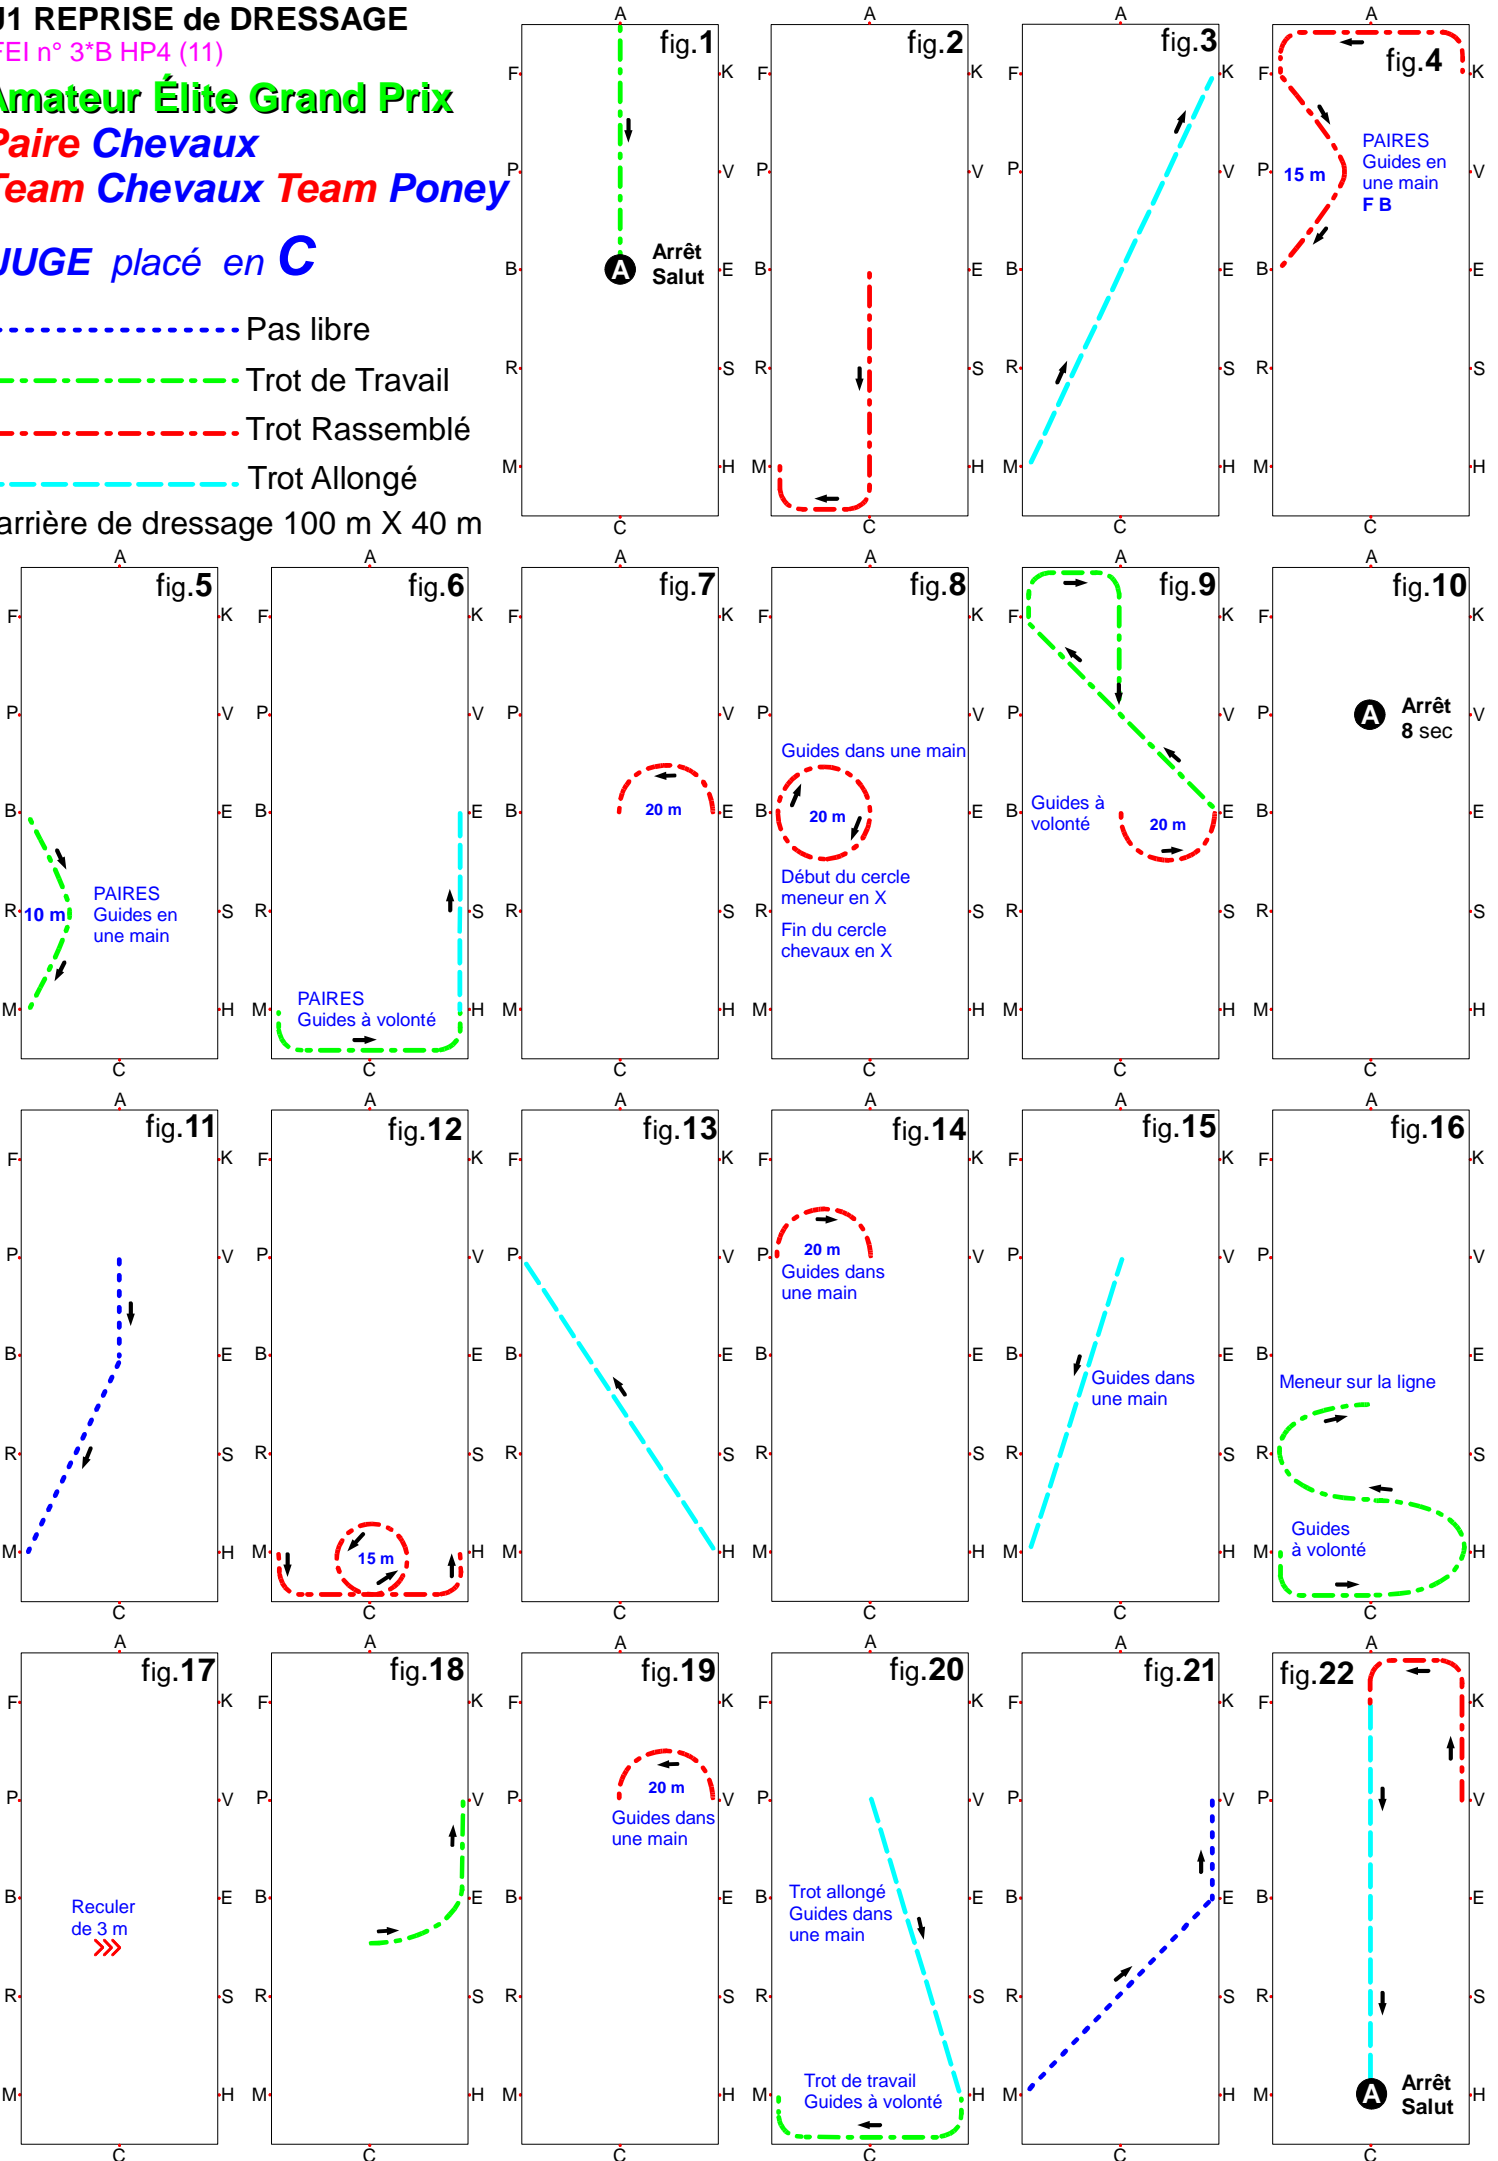 J1 REPRISE de DRESSAGE
FEI n° 3*B HP4 (11)
Amateur Élite Grand Prix
Paire Chevaux
Team Chevaux Team Poney
JUGE placé en C
Pas libre
Trot de Travail
Trot Rassemblé
Trot Allongé
arrière de dressage 100 m X 40 m
A
fig.1
F
K
P
V
B
A
Arrêt
Salut
E
R
S
M
H
C
A
fig.2
F
K
P
V
B
E
R
S
M
H
C
A
fig.3
F
K
P
V
B
E
R
S
M
H
C
A
fig.4
F
K
PAIRES
Guides en
une main
F B
P
15 m
V
B
E
R
S
M
H
C
A
fig.5
F
K
P
V
B
E
PAIRES
Guides en
une main
R
10 m
S
M
H
C
A
fig.6
F
K
P
V
B
E
R
S
PAIRES
Guides à volonté
M
H
C
A
fig.7
F
K
P
V
B
20 m
E
R
S
M
H
C
A
fig.8
F
K
P
V
Guides dans une main
B
20 m
E
Début du cercle
meneur en X
R
S
Fin du cercle
chevaux en X
M
H
C
A
fig.9
F
K
P
V
Guides à
volonté
B
20 m
E
R
S
M
H
C
A
fig.10
F
K
P
A
Arrêt
8 sec
V
B
E
R
S
M
H
C
A
fig.11
F
K
P
V
B
E
R
S
M
H
C
A
fig.12
F
K
P
V
B
E
R
S
M
15 m
H
C
A
fig.13
F
K
P
V
B
E
R
S
M
H
C
A
fig.14
F
K
P
20 m
V
Guides dans
une main
B
E
R
S
M
H
C
A
fig.15
F
K
P
V
B
E
Guides dans
une main
R
S
M
H
C
A
fig.16
F
K
P
V
B
E
Meneur sur la ligne
R
S
Guides
à volonté
M
H
C
A
fig.17
F
K
P
V
B
E
Reculer
de 3 m
R
S
M
H
C
A
fig.18
F
K
P
V
B
E
R
S
M
H
C
A
fig.19
F
K
P
20 m
V
Guides dans
une main
B
E
R
S
M
H
C
A
fig.20
F
K
P
V
B
E
Trot allongé
Guides dans
une main
R
S
Trot de travail
Guides à volonté
M
H
C
A
fig.21
F
K
P
V
B
E
R
S
M
H
C
A
fig.22
F
K
P
V
B
E
R
S
M
A
Arrêt
Salut
H
C